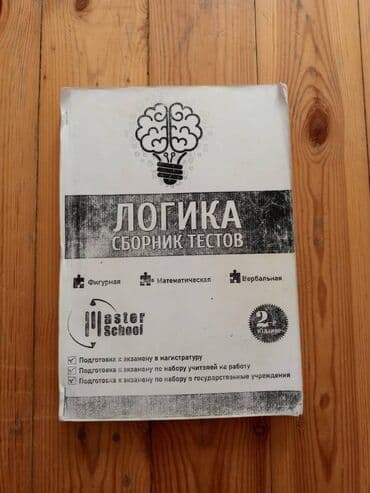 ЛОГИКА
СБОРНИК ТЕСТОВ
Фигурная Математическая Вербальная
Master
School
2
издание
Подготовка к экзамену в магистратуру
Подготовка к экзамену по набору учителей на работу
Подготовка к экзамену по набору в государственные учреждения